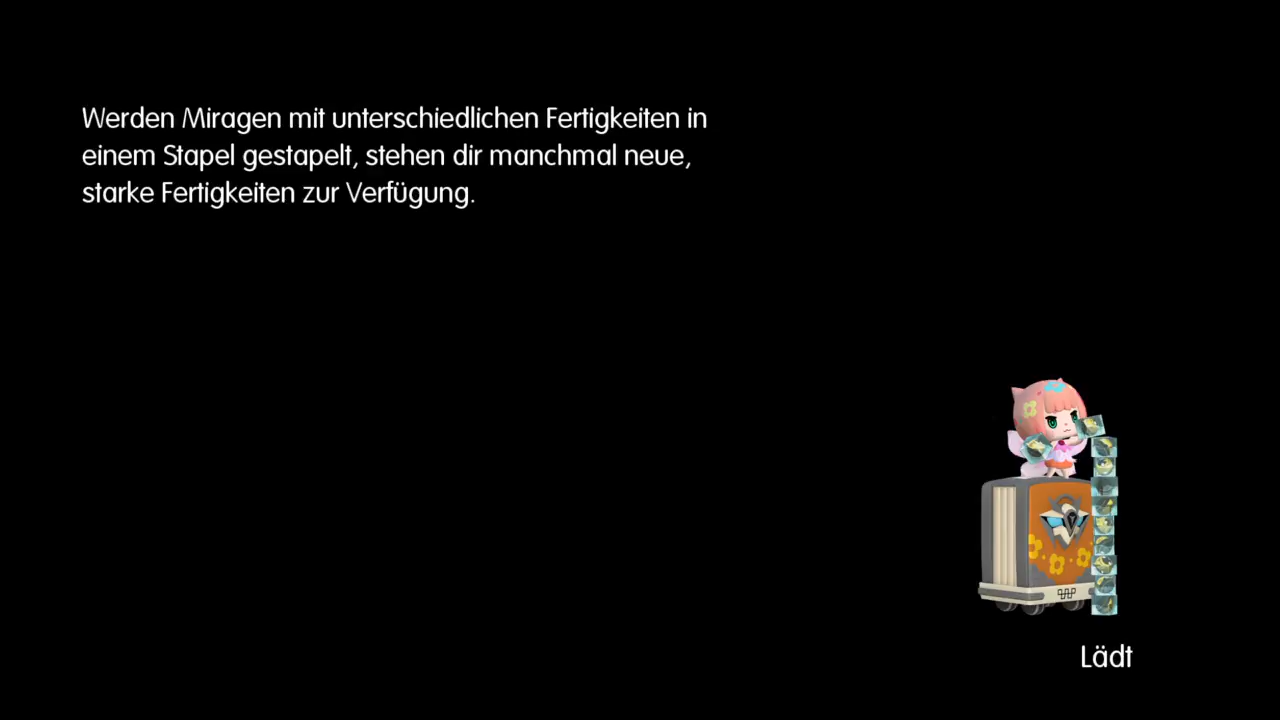 Werden Miragen mit unterschiedlichen Fertigkeiten in
einem Stapel gestapelt, stehen dir manchmal neue,
starke Fertigkeiten zur Verfügung.
Lädt